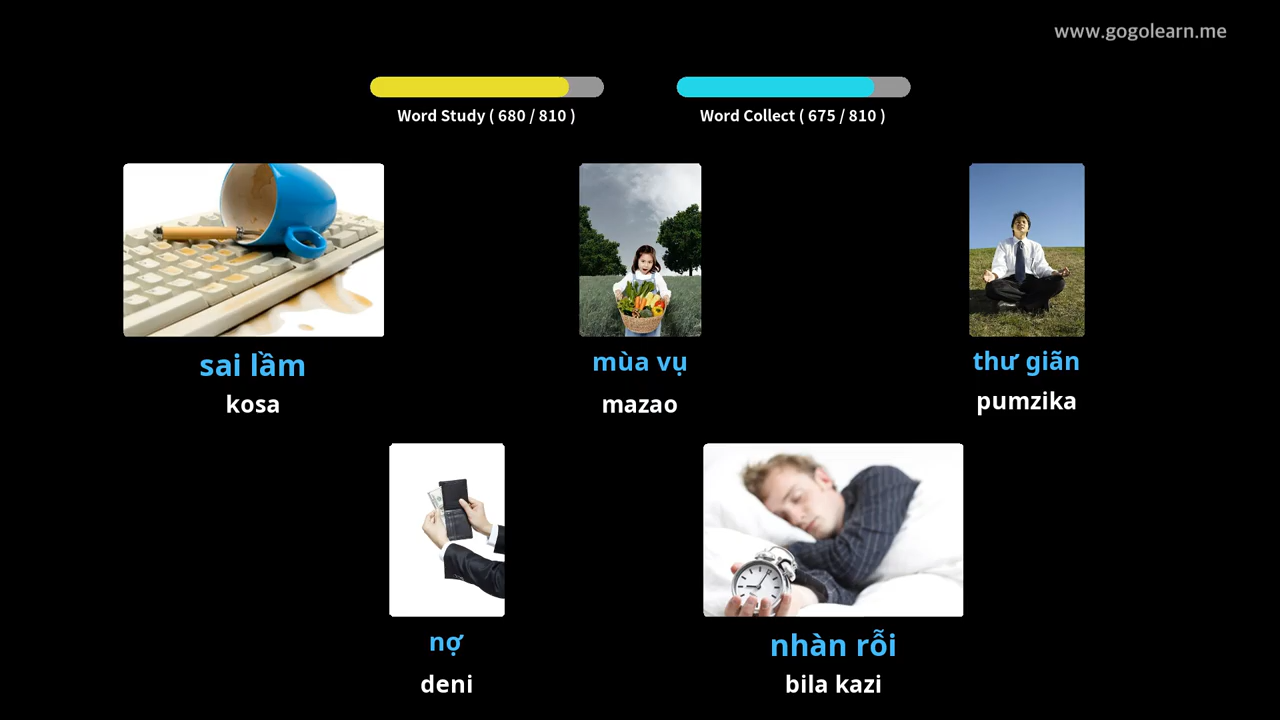 www.gogolearn.me
Word Study ( 680 / 810 )
Word Collect ( 675 / 810 )
sai lầm
kosa
mùa vụ
mazao
thư giãn
pumzika
nợ
deni
nhàn rỗi
bila kazi